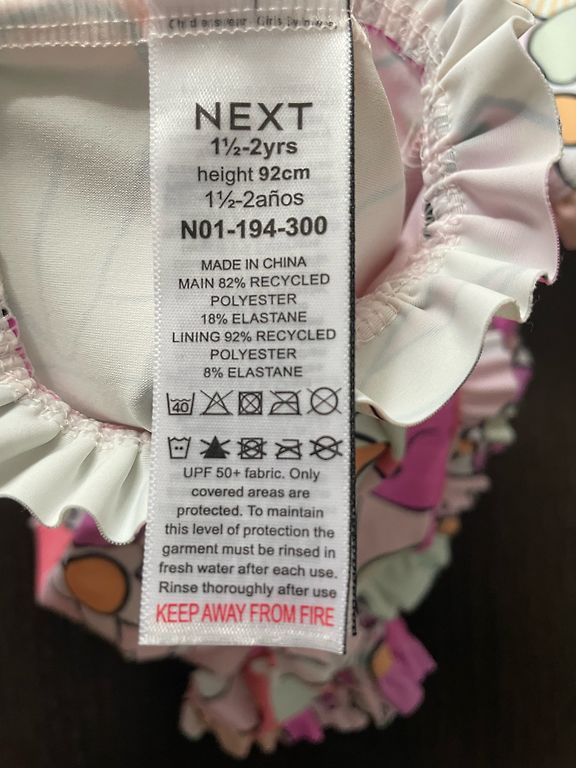 NEXT
1½-2yrs
height 92cm
1½-2años
N01-194-300
MADE IN CHINA
MAIN 82% RECYCLED
POLYESTER
18% ELASTANE
LINING 92% RECYCLED
POLYESTER
8% ELASTANE
40
UPF 50+ fabric. Only
covered areas are
protected. To maintain
this level of protection the
garment must be rinsed in
fresh water after each use.
Rinse thoroughly after use
KEEP AWAY FROM FIRE